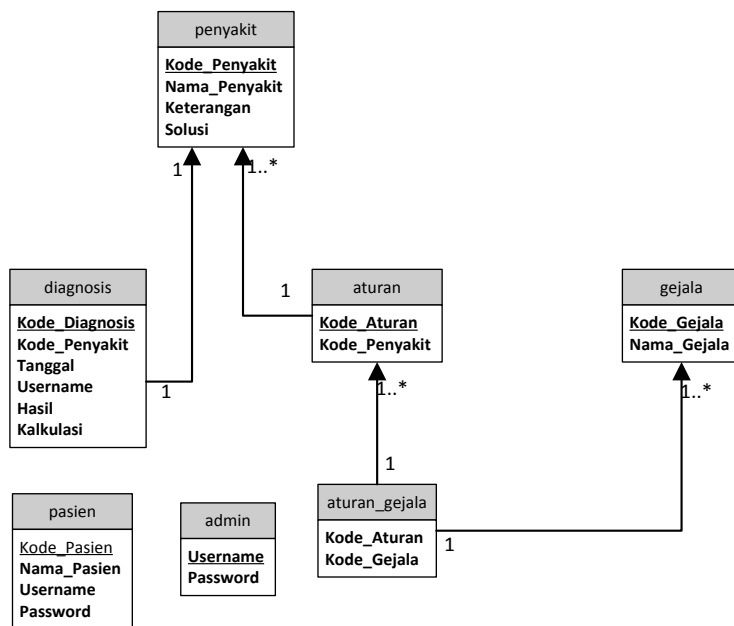 penyakit
Kode_Penyakit
Nama_Penyakit
Keterangan
Solusi
1
1..*
diagnosis
Kode_Diagnosis
Kode_Penyakit
Tanggal
Username
Hasil
Kalkulasi
1
1
aturan
Kode_Aturan
Kode_Penyakit
gejala
Kode_Gejala
Nama_Gejala
1..*
1..*
1
pasien
Kode_Pasien
Nama_Pasien
Username
Password
admin
Username
Password
aturan_gejala
Kode_Aturan
Kode_Gejala
1